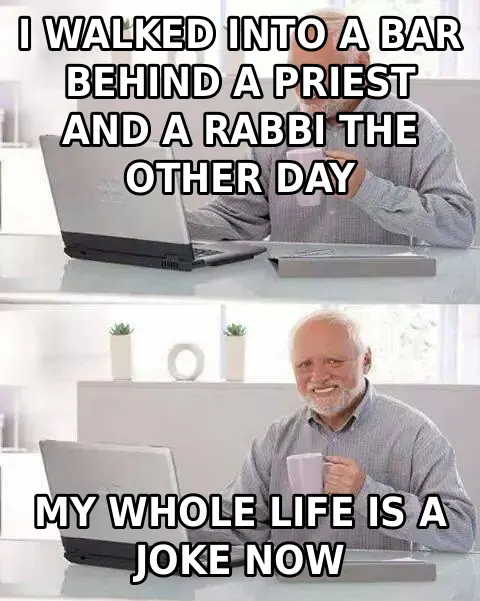 I WALKED INTO A BAR
BEHIND A PRIEST
AND A RABBI THE
OTHER DAY
MY WHOLE LIFE IS A
JOKE NOW